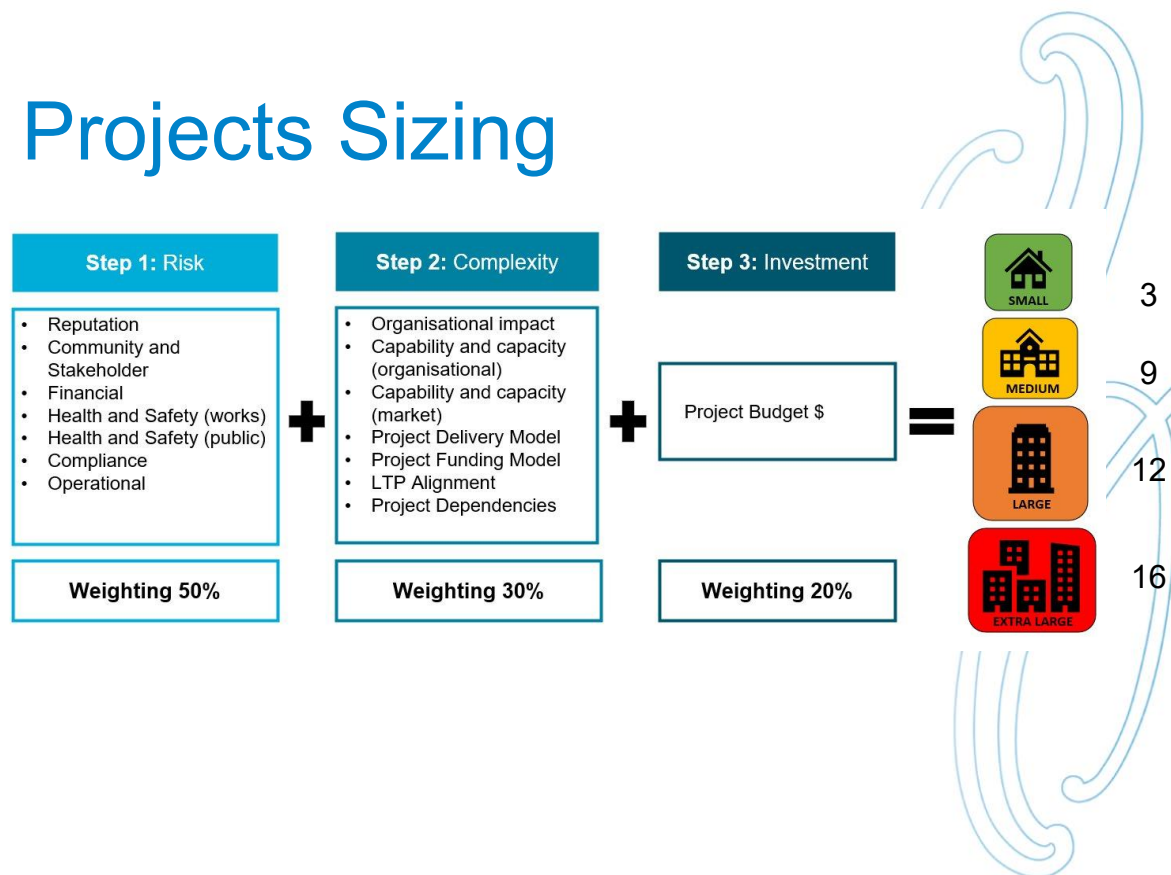 Projects Sizing
Step 1: Risk
• Reputation
• Community and
Stakeholder
• Financial
• Health and Safety (works)
• Health and Safety (public)
• Compliance
• Operational
Weighting 50%
Step 2: Complexity
• Organisational impact
• Capability and capacity
(organisational)
• Capability and capacity
(market)
• Project Delivery Model
• Project Funding Model
• LTP Alignment
• Project Dependencies
Weighting 30%
Step 3: Investment
Project Budget $
Weighting 20%
SMALL
3
MEDIUM
9
LARGE
12
EXTRA LARGE
16